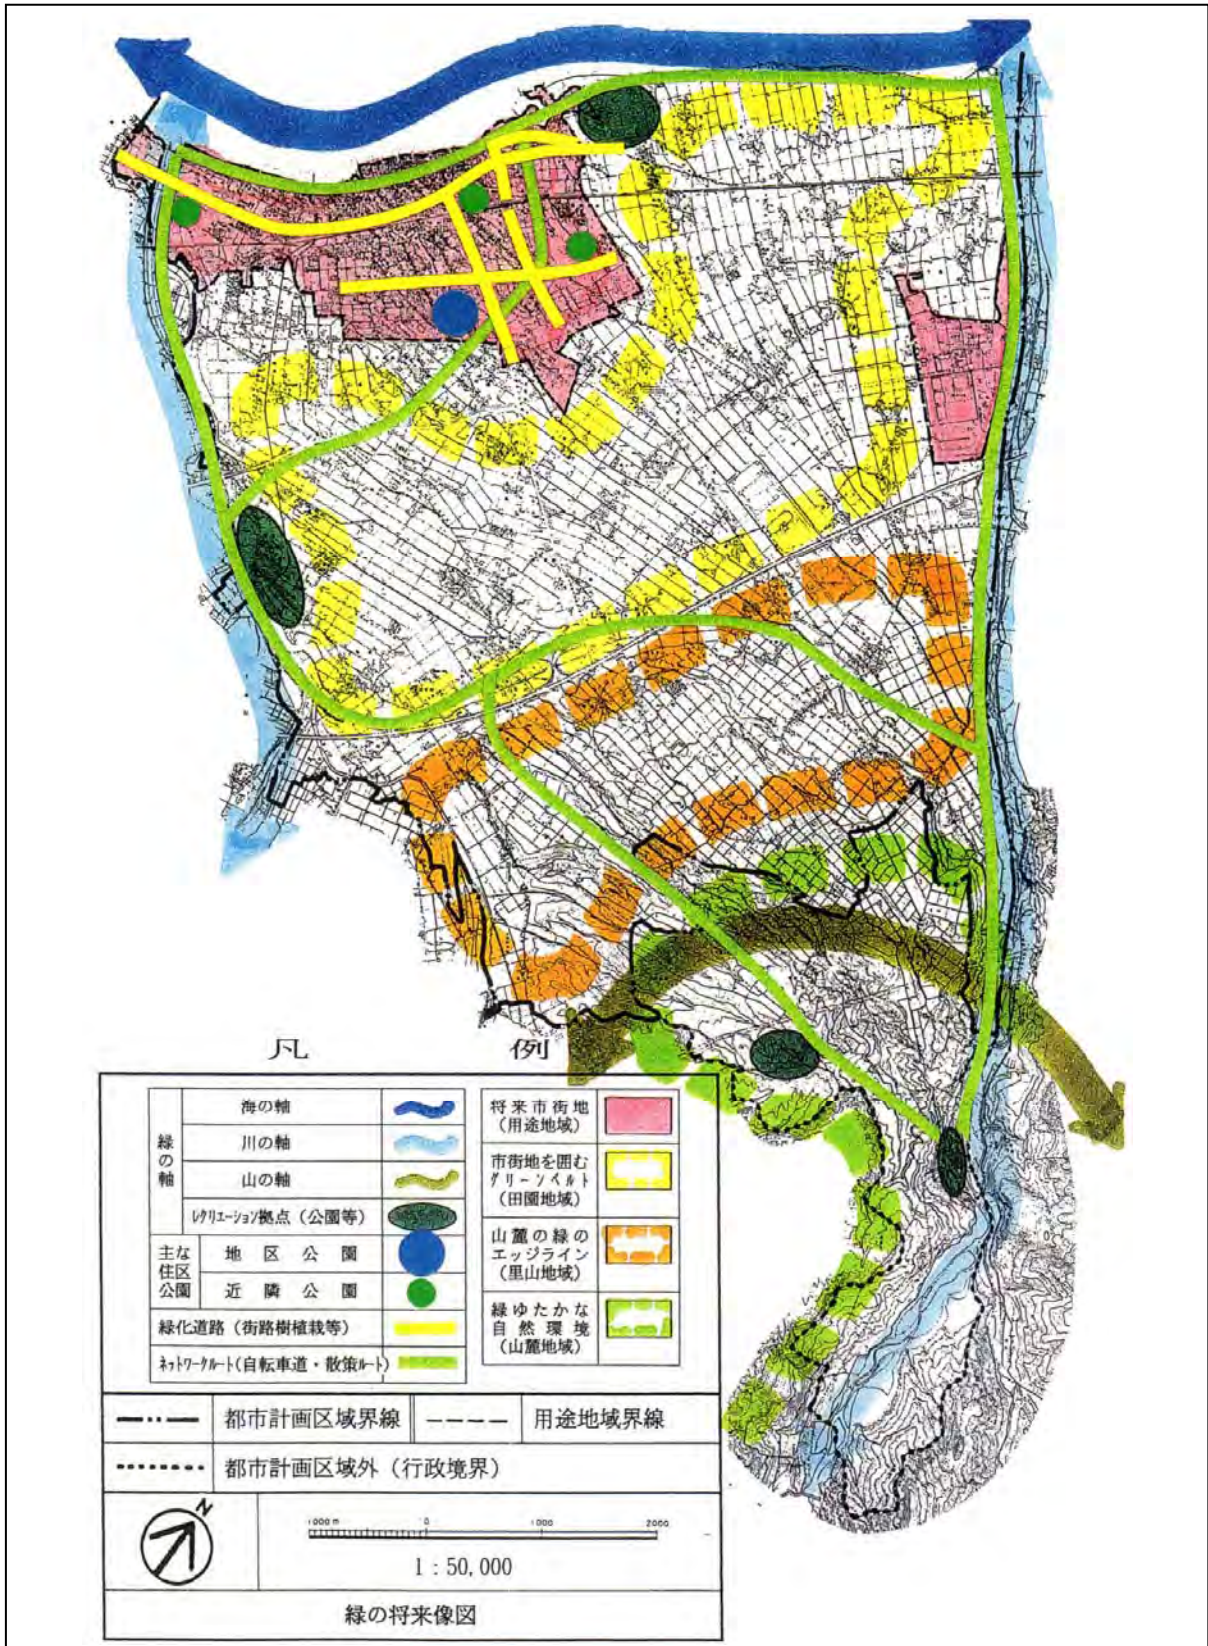 凡例
緑の軸
海の軸
川の軸
山の軸
ﾚｸﾘｴｰｼｮﾝ拠点（公園等）
主な住区公園
地区公園
近隣公園
緑化道路（街路樹植栽等）
ﾈｯﾄﾜｰｸﾙｰﾄ(自転車道・散策ﾙｰﾄ)
将来市街地
（用途地域）
市街地を囲む
ｸﾞﾘｰﾝﾍﾞﾙﾄ
（田園地域）
山麓の緑の
エッジライン
（里山地域）
緑ゆたかな
自然環境
（山麓地域）
都市計画区域界線
用途地域界線
都市計画区域外（行政境界）
N
1000m 0 1000 2000
1：50,000
緑の将来像図